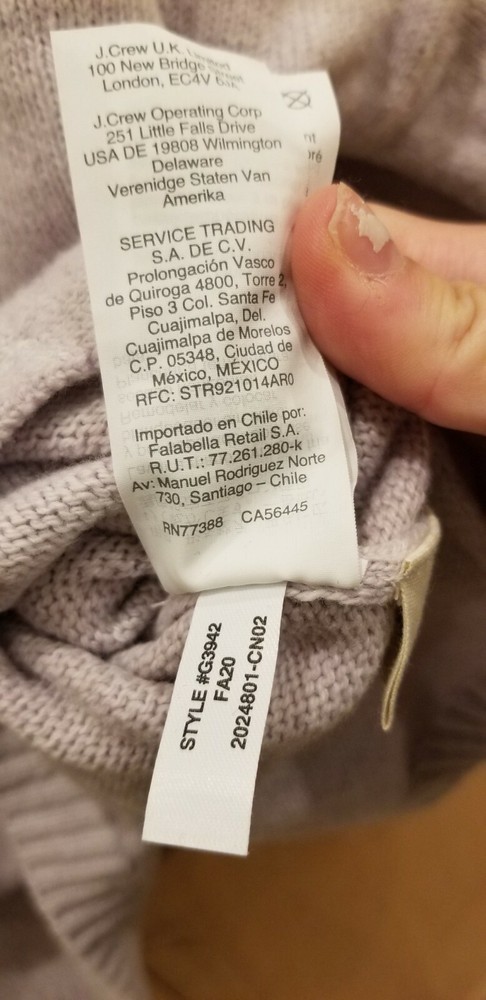 J.Crew U.K.
100 New Bridge
London, EC4V
J.Crew Operating Corp
251 Little Falls Drive
USA DE 19808 Wilmington
Delaware
Verenidge Staten Van
Amerika
SERVICE TRADING
S.A. DE C.V.
Prolongación Vasco
de Quiroga 4800, Torre 2,
Piso 3 Col. Santa Fe
Cuajimalpa, Del.
Cuajimalpa de Morelos
C.P. 05348, Ciudad de
México, MÉXICO
RFC: STR921014AR0
Importado en Chile por:
Falabella Retail S.A.
R.U.T.: 77.261.280-k
Av: Manuel Rodriguez Norte
730, Santiago – Chile
RN77388 CA56445
STYLE #G3942
FA20
2024801-CN02